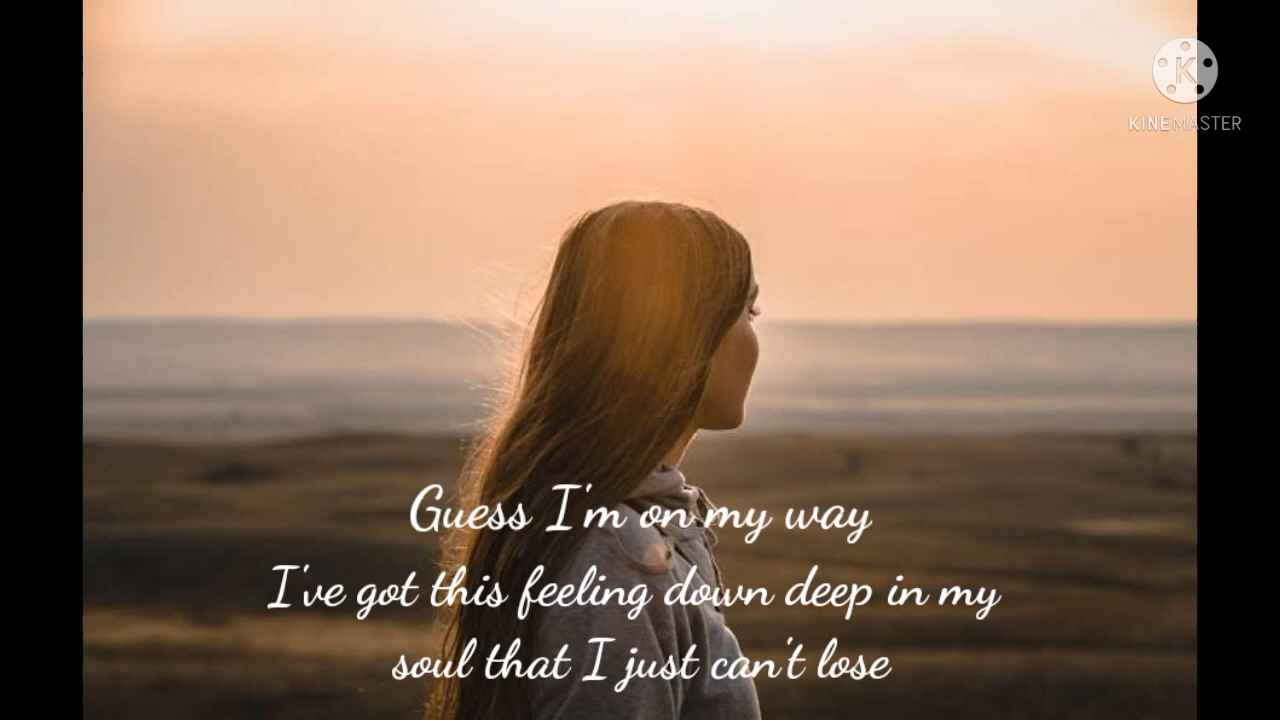 KINEMASTER
Guess I'm on my way
I've got this feeling down deep in my
soul that I just can't lose